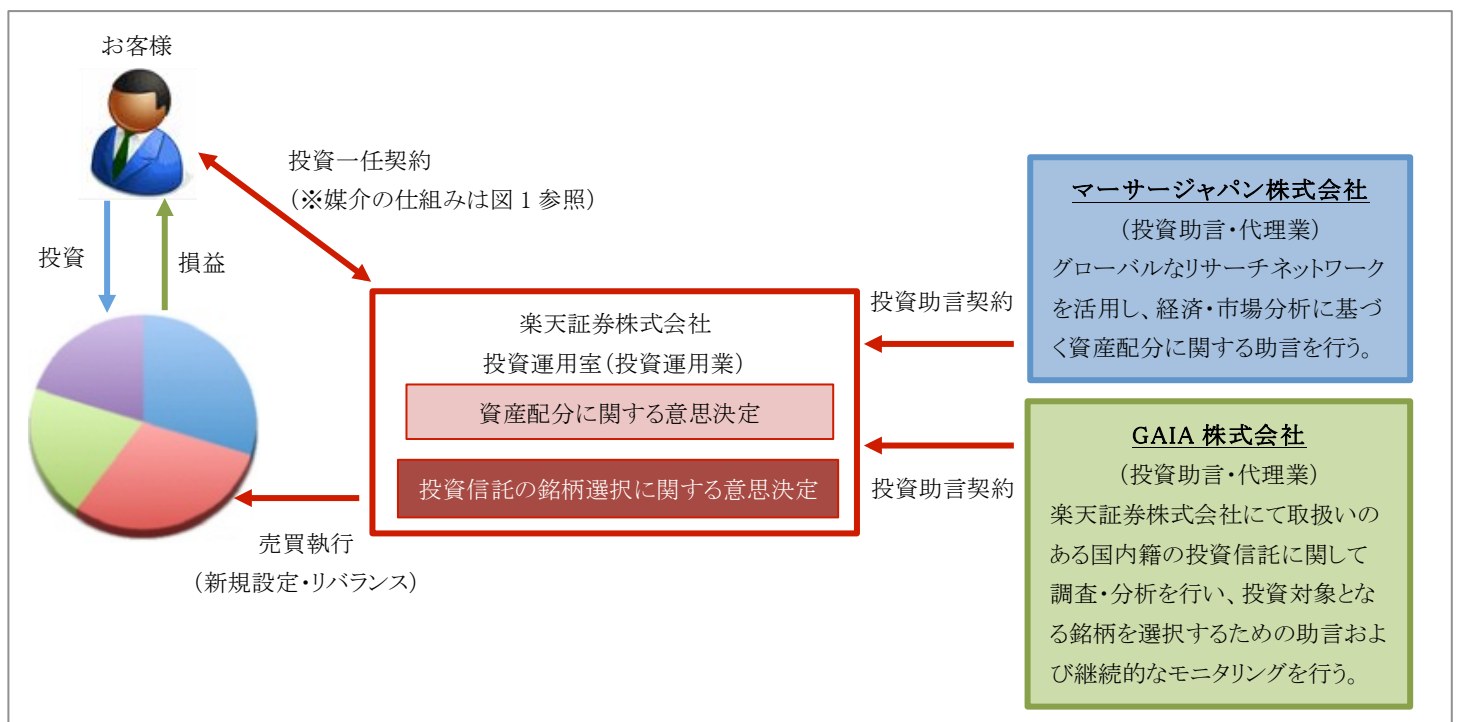 お客様
投資一任契約
(※媒介の仕組みは図 1 参照)
投資
損益
楽天証券株式会社
投資運用室(投資運用業)
資産配分に関する意思決定
投資信託の銘柄選択に関する意思決定
売買執行
(新規設定・リバランス)
投資助言契約
投資助言契約
マーサージャパン株式会社
(投資助言・代理業)
グローバルなリサーチネットワーク
を活用し、経済・市場分析に基づ
く資産配分に関する助言を行う。
GAIA 株式会社
(投資助言・代理業)
楽天証券株式会社にて取扱いの
ある国内籍の投資信託に関して
調査・分析を行い、投資対象とな
る銘柄を選択するための助言およ
び継続的なモニタリングを行う。